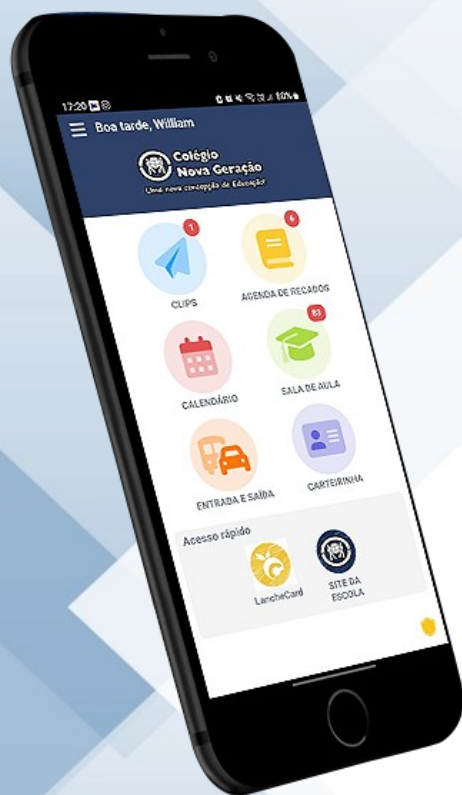 17:20
80%
Boa tarde, William
Colégio
Nova Geração
Uma nova concepção de Educação!
1
6
CLIPS
AGENDA DE RECADOS
83
CALENDÁRIO
SALA DE AULA
ENTRADA E SAÍDA
CARTEIRINHA
Acesso rápido
LancheCard
SITE DA
ESCOLA